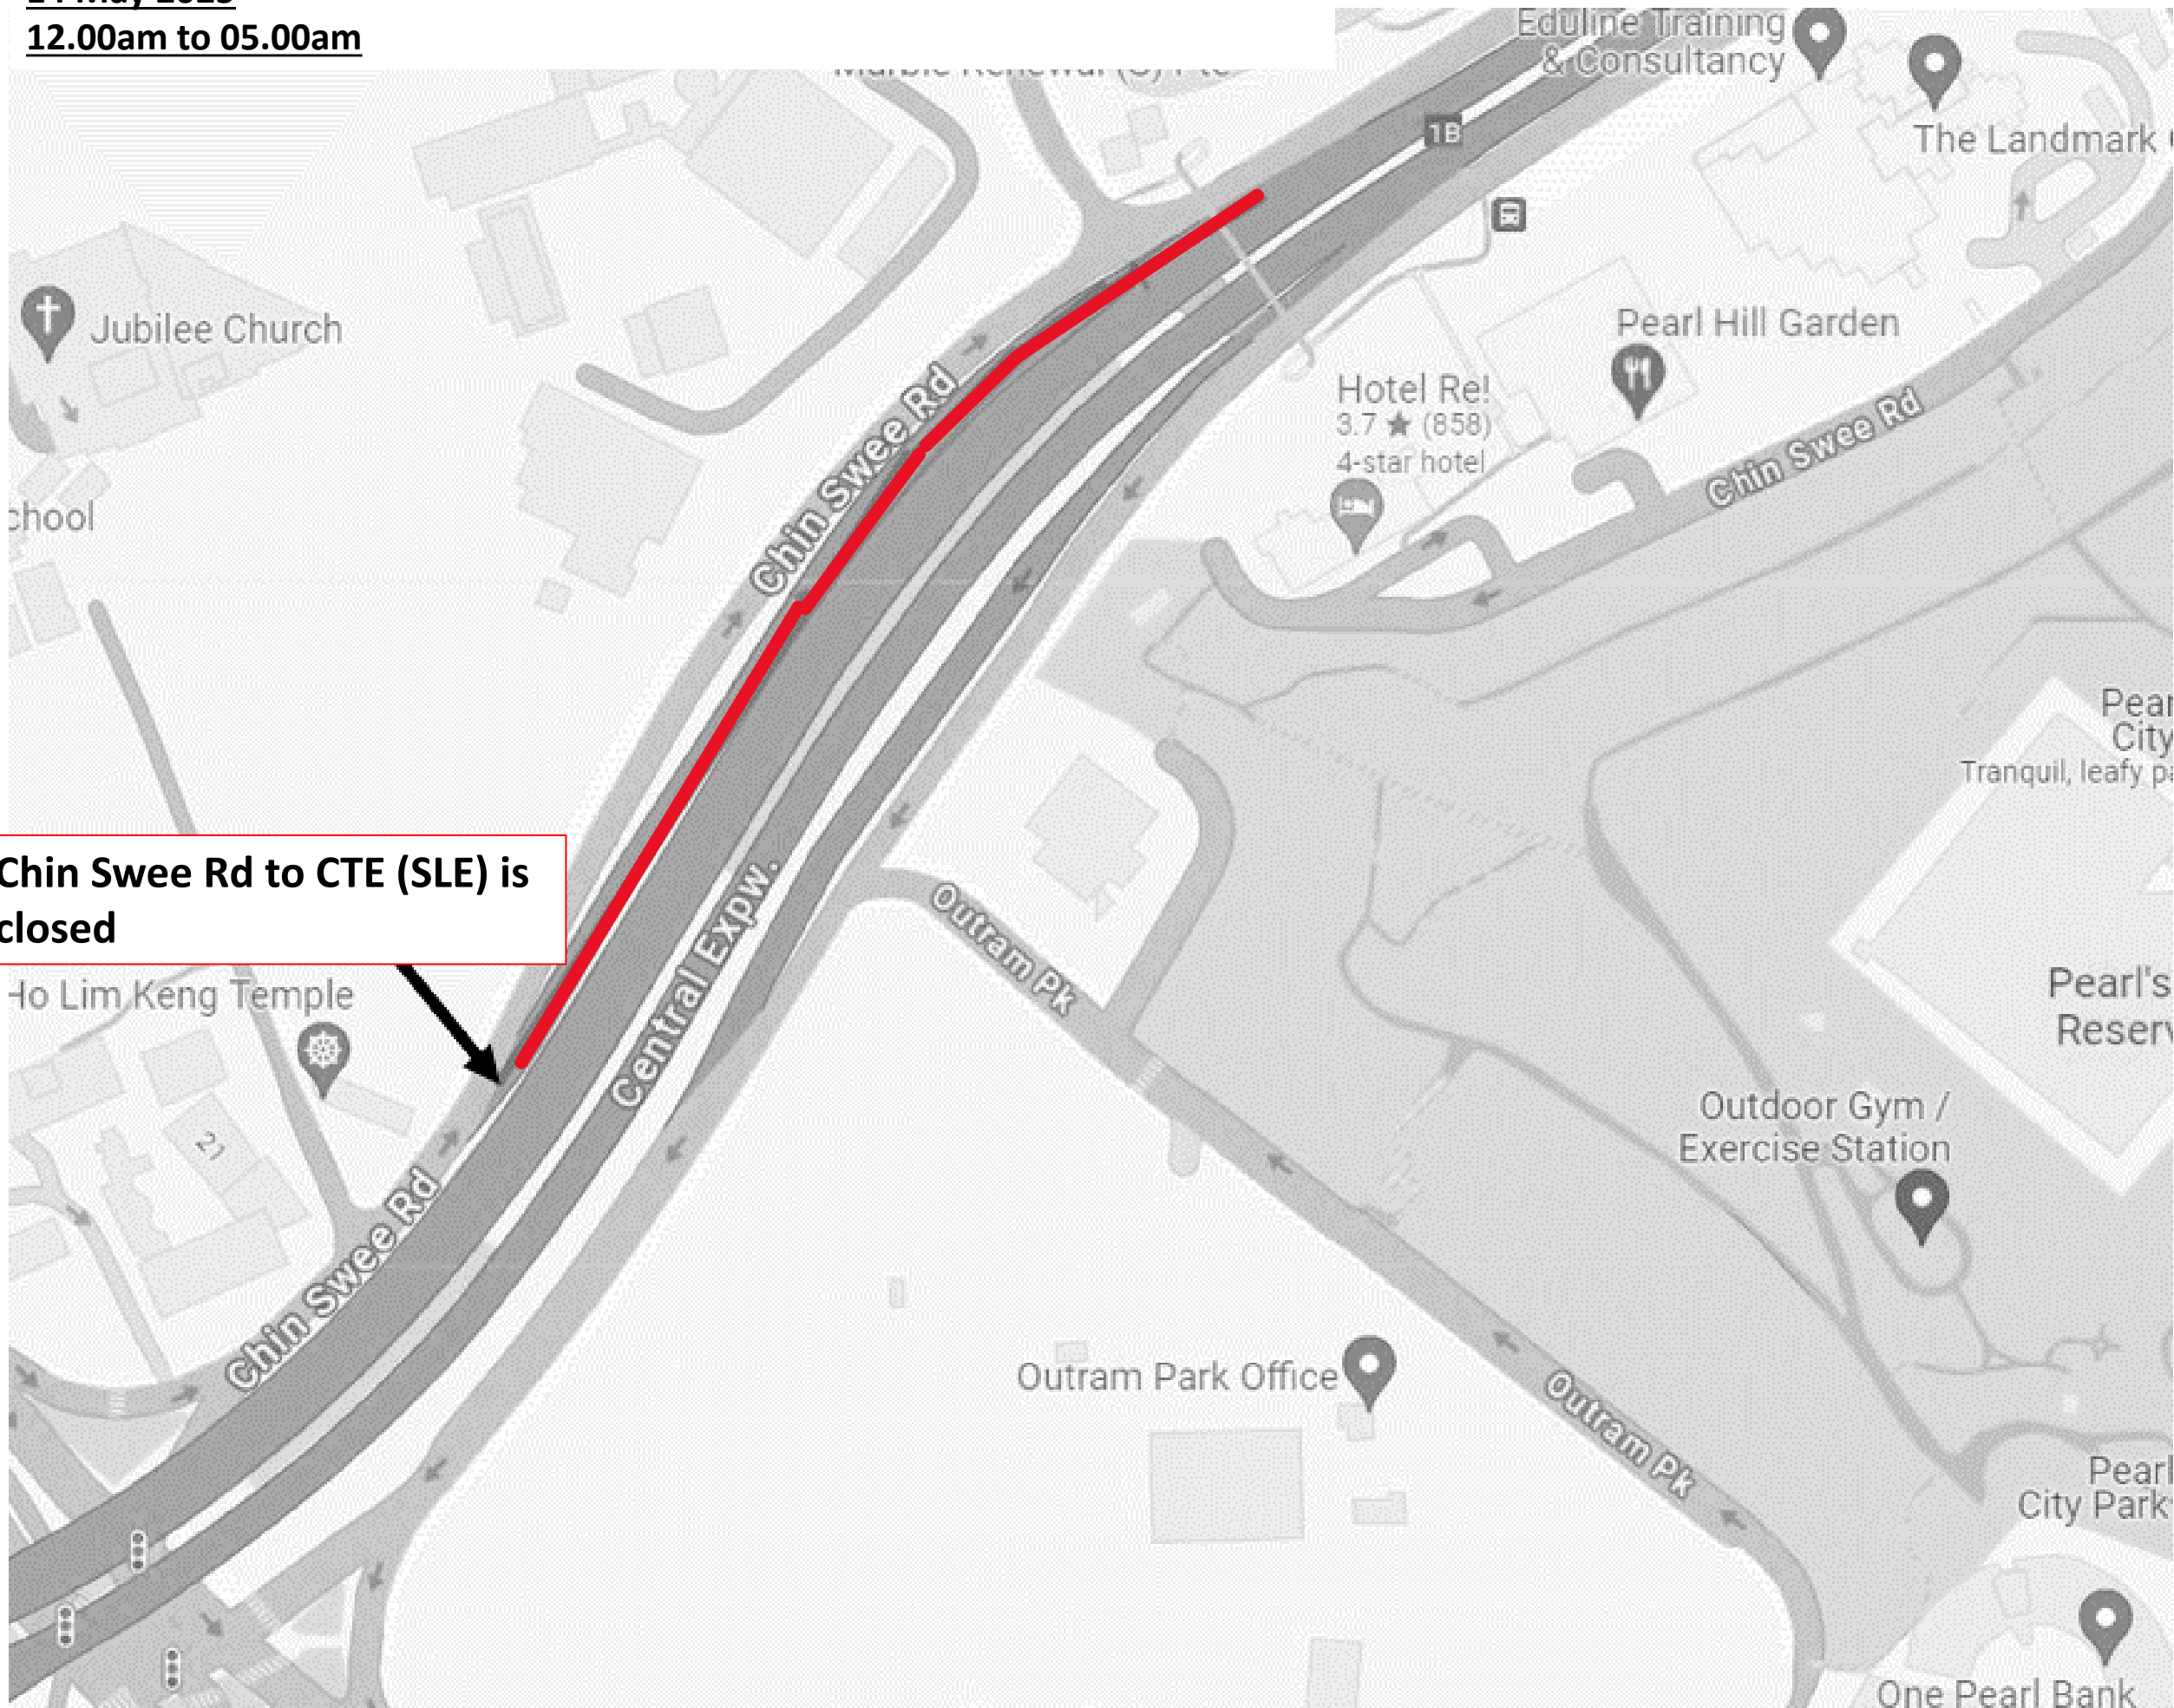 12.00am to 05.00am
Eduline Training
& Consultancy
1B
The Landmark
Jubilee Church
Pearl Hill Garden
Hotel Re!
3.7 ★ (858)
4-star hotel
Chin Swee Rd
Chin Swee Rd
chool
Pear
City
Tranquil, leafy pa
Chin Swee Rd to CTE (SLE) is
closed
Central Expw.
Outram Pk
Ho Lim Keng Temple
Pearl's
Reserv
21
Outdoor Gym /
Exercise Station
Chin Swee Rd
Outram Park Office
Outram Pk
Pearl
City Park
One Pearl Bank